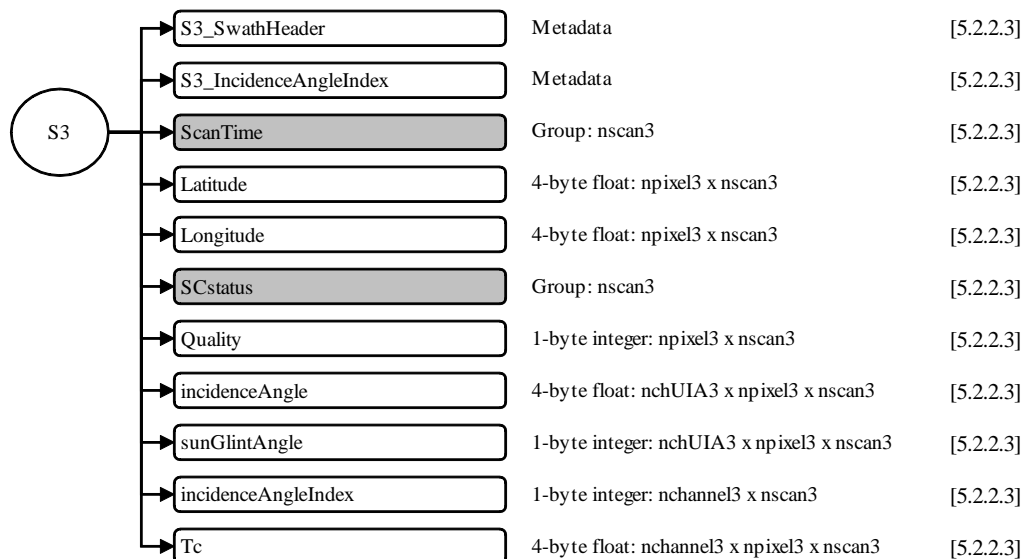 S3_SwathHeader Metadata [5.2.2.3]
S3_IncidenceAngleIndex Metadata [5.2.2.3]
S3
ScanTime Group: nscan3 [5.2.2.3]
Latitude 4-byte float: npixel3 x nscan3 [5.2.2.3]
Longitude 4-byte float: npixel3 x nscan3 [5.2.2.3]
SCstatus Group: nscan3 [5.2.2.3]
Quality 1-byte integer: npixel3 x nscan3 [5.2.2.3]
incidenceAngle 4-byte float: nchUIA3 x npixel3 x nscan3 [5.2.2.3]
sunGlintAngle 1-byte integer: nchUIA3 x npixel3 x nscan3 [5.2.2.3]
incidenceAngleIndex 1-byte integer: nchannel3 x nscan3 [5.2.2.3]
Tc 4-byte float: nchannel3 x npixel3 x nscan3 [5.2.2.3]